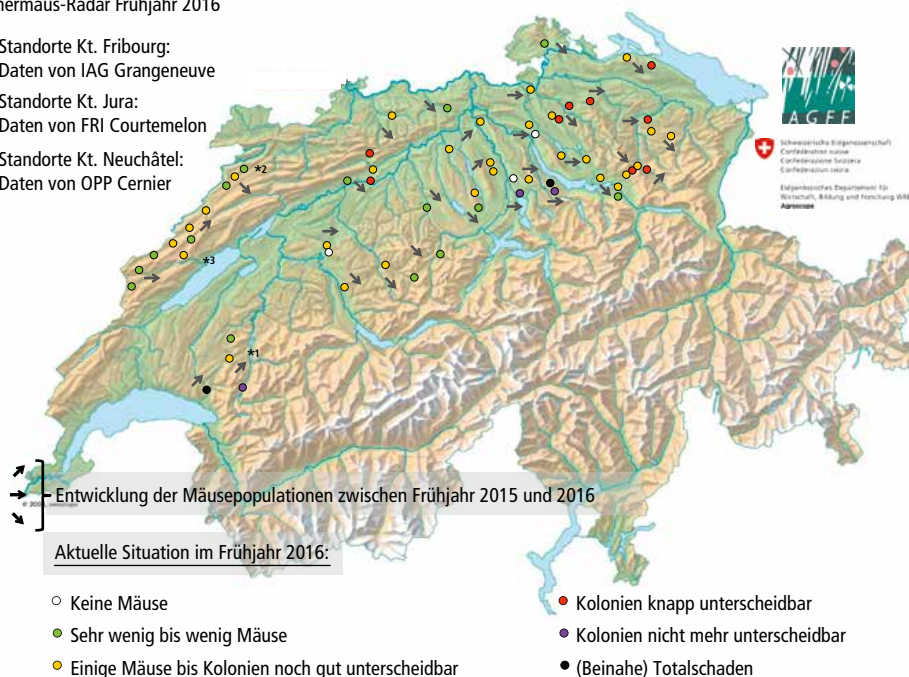 Standorte Kt. Fribourg:
Daten von IAG Grangeneuve
Standorte Kt. Jura:
Daten von FRI Courtemelon
Standorte Kt. Neuchâtel:
Daten von OPP Cernier
*2
*3
*1
AGFF
Schweizerische Eidgenossenschaft
Confédération suisse
Confederazione Svizzera
Confederaziun svizra
Eidgenössisches Departement für
Wirtschaft, Bildung und Forschung WBF
Agroscope
Entwicklung der Mäusepopulationen zwischen Frühjahr 2015 und 2016
Aktuelle Situation im Frühjahr 2016:
Keine Mäuse
Sehr wenig bis wenig Mäuse
Einige Mäuse bis Kolonien noch gut unterscheidbar
Kolonien knapp unterscheidbar
Kolonien nicht mehr unterscheidbar
(Beinahe) Totalschaden